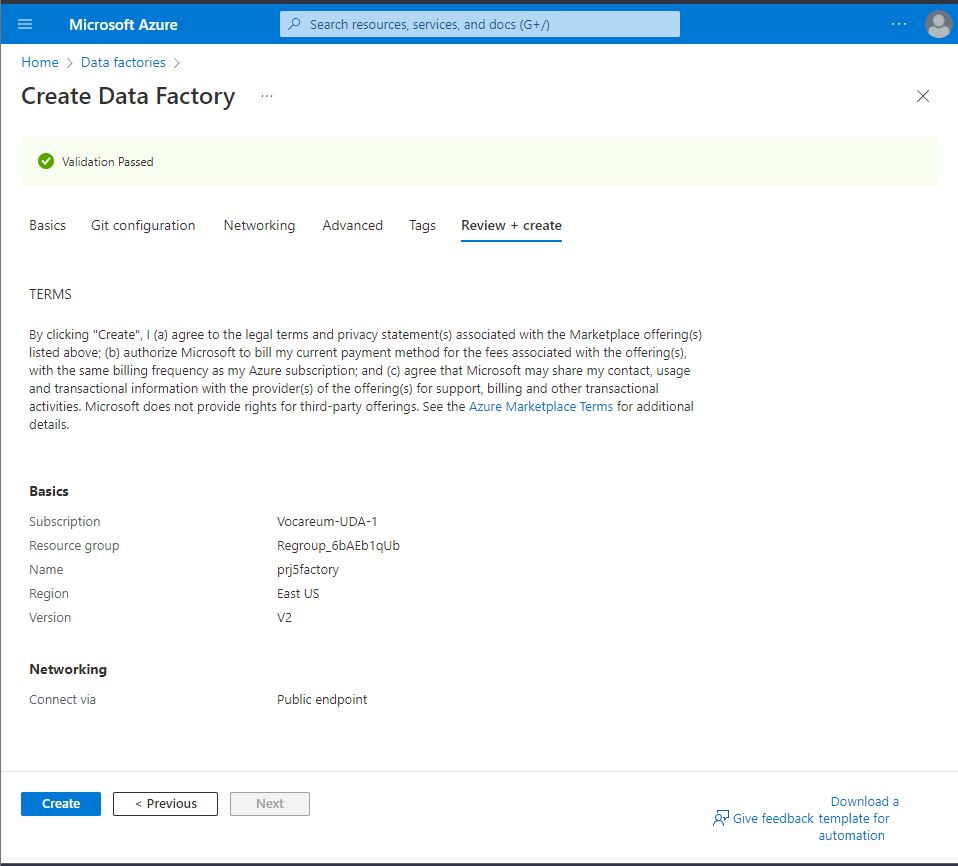 Microsoft Azure
Search resources, services, and docs (G+/)
Home > Data factories >
Create Data Factory ...
Validation Passed
Basics Git configuration Networking Advanced Tags Review + create
TERMS
By clicking "Create", I (a) agree to the legal terms and privacy statement(s) associated with the Marketplace offering(s)
listed above; (b) authorize Microsoft to bill my current payment method for the fees associated with the offering(s),
with the same billing frequency as my Azure subscription; and (c) agree that Microsoft may share my contact, usage
and transactional information with the provider(s) of the offering(s) for support, billing and other transactional
activities. Microsoft does not provide rights for third-party offerings. See the Azure Marketplace Terms for additional
details.
Basics
Subscription Vocareum-UDA-1
Resource group Regroup_6bAEb1qUb
Name prj5factory
Region East US
Version V2
Networking
Connect via Public endpoint
Create < Previous Next
Give feedback
Download a
template for
automation